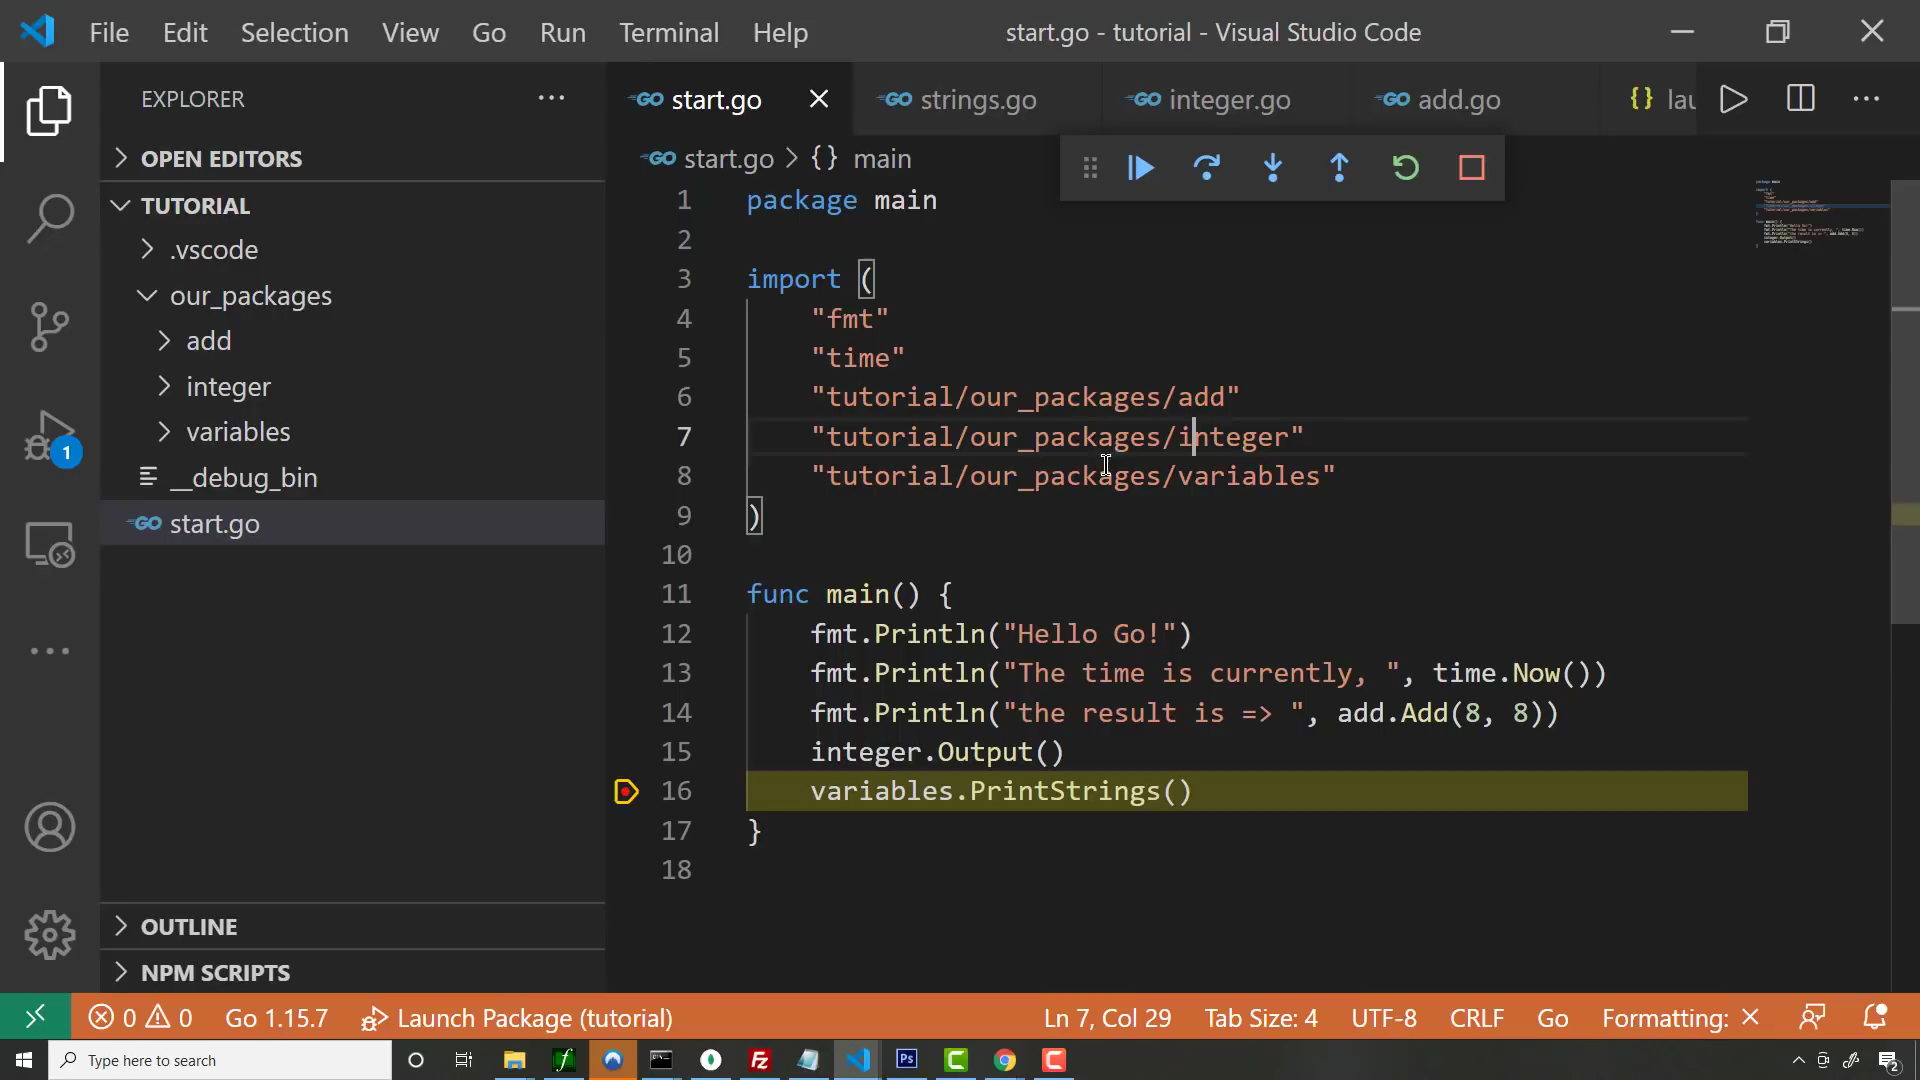 File Edit Selection View Go Run Terminal Help start.go - tutorial - Visual Studio Code
EXPLORER
OPEN EDITORS
TUTORIAL
.vscode
our_packages
add
integer
variables
__debug_bin
start.go
OUTLINE
NPM SCRIPTS
1
start.go strings.go integer.go add.go {} lau
start.go > {} main
1 package main
2
3 import (
4 "fmt"
5 "time"
6 "tutorial/our_packages/add"
7 "tutorial/our_packages/integer"
8 "tutorial/our_packages/variables"
9 )
10
11 func main() {
12 fmt.Println("Hello Go!")
13 fmt.Println("The time is currently, ", time.Now())
14 fmt.Println("the result is => ", add.Add(8, 8))
15 integer.Output()
16 variables.PrintStrings()
17 }
18
0 0 Go 1.15.7 Launch Package (tutorial) Ln 7, Col 29 Tab Size: 4 UTF-8 CRLF Go Formatting: ×
Type here to search
Fz Ps C C 2